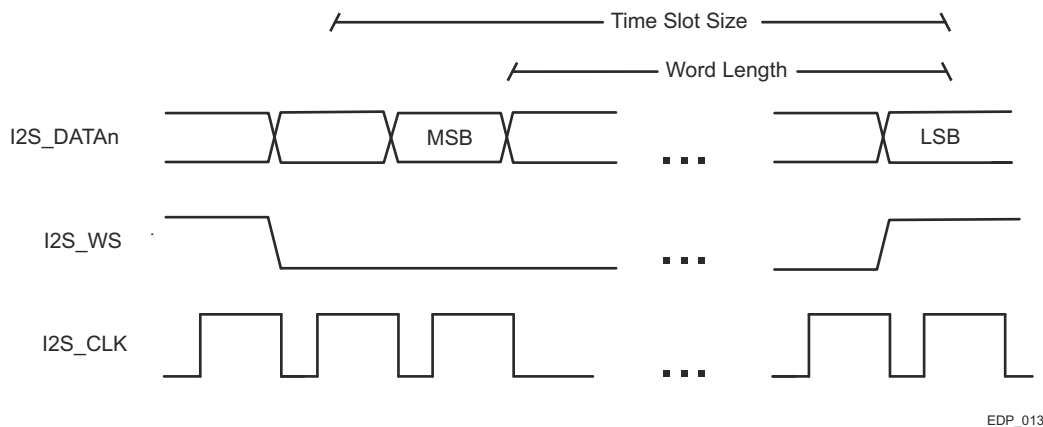 Time Slot Size
Word Length
I2S_DATAn
MSB
LSB
I2S_WS
I2S_CLK
EDP_013